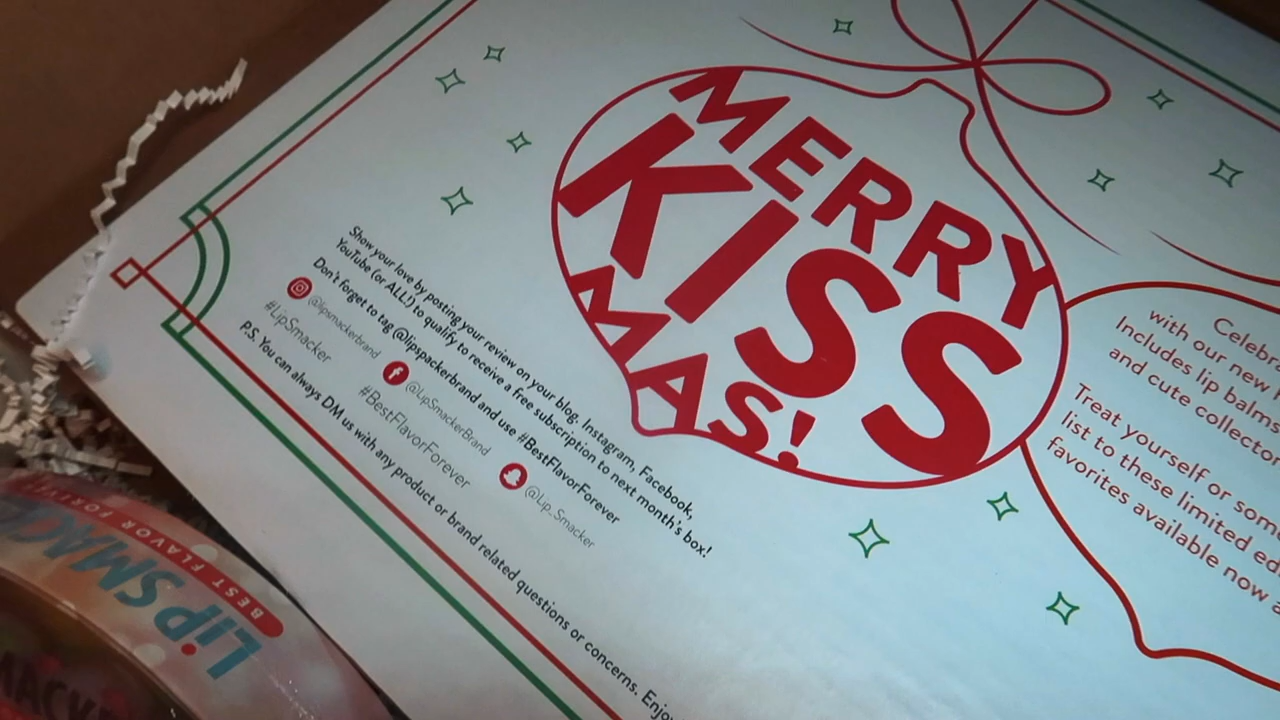 MERRY
KISS
MAS!
Show your love by posting your review on your blog, Instagram, Facebook,
YouTube (or ALL!) to qualify to receive a free subscription to next month's box!
Don't forget to tag @lipspackerbrand and use #BestFlavorForever
@lipsmackerbrand
@LipSmackerBrand
@Lip_Smacker
#LipSmacker
#BestFlavorForever
P.S. You can always DM us with any product or brand related questions or concerns. Enjoy
Celebra
with our new
Includes lip balms
and cute collector
Treat yourself or som
list to these limited ed
favorites available now a
LiP SMACK
BEST FLAVOR FOREVER